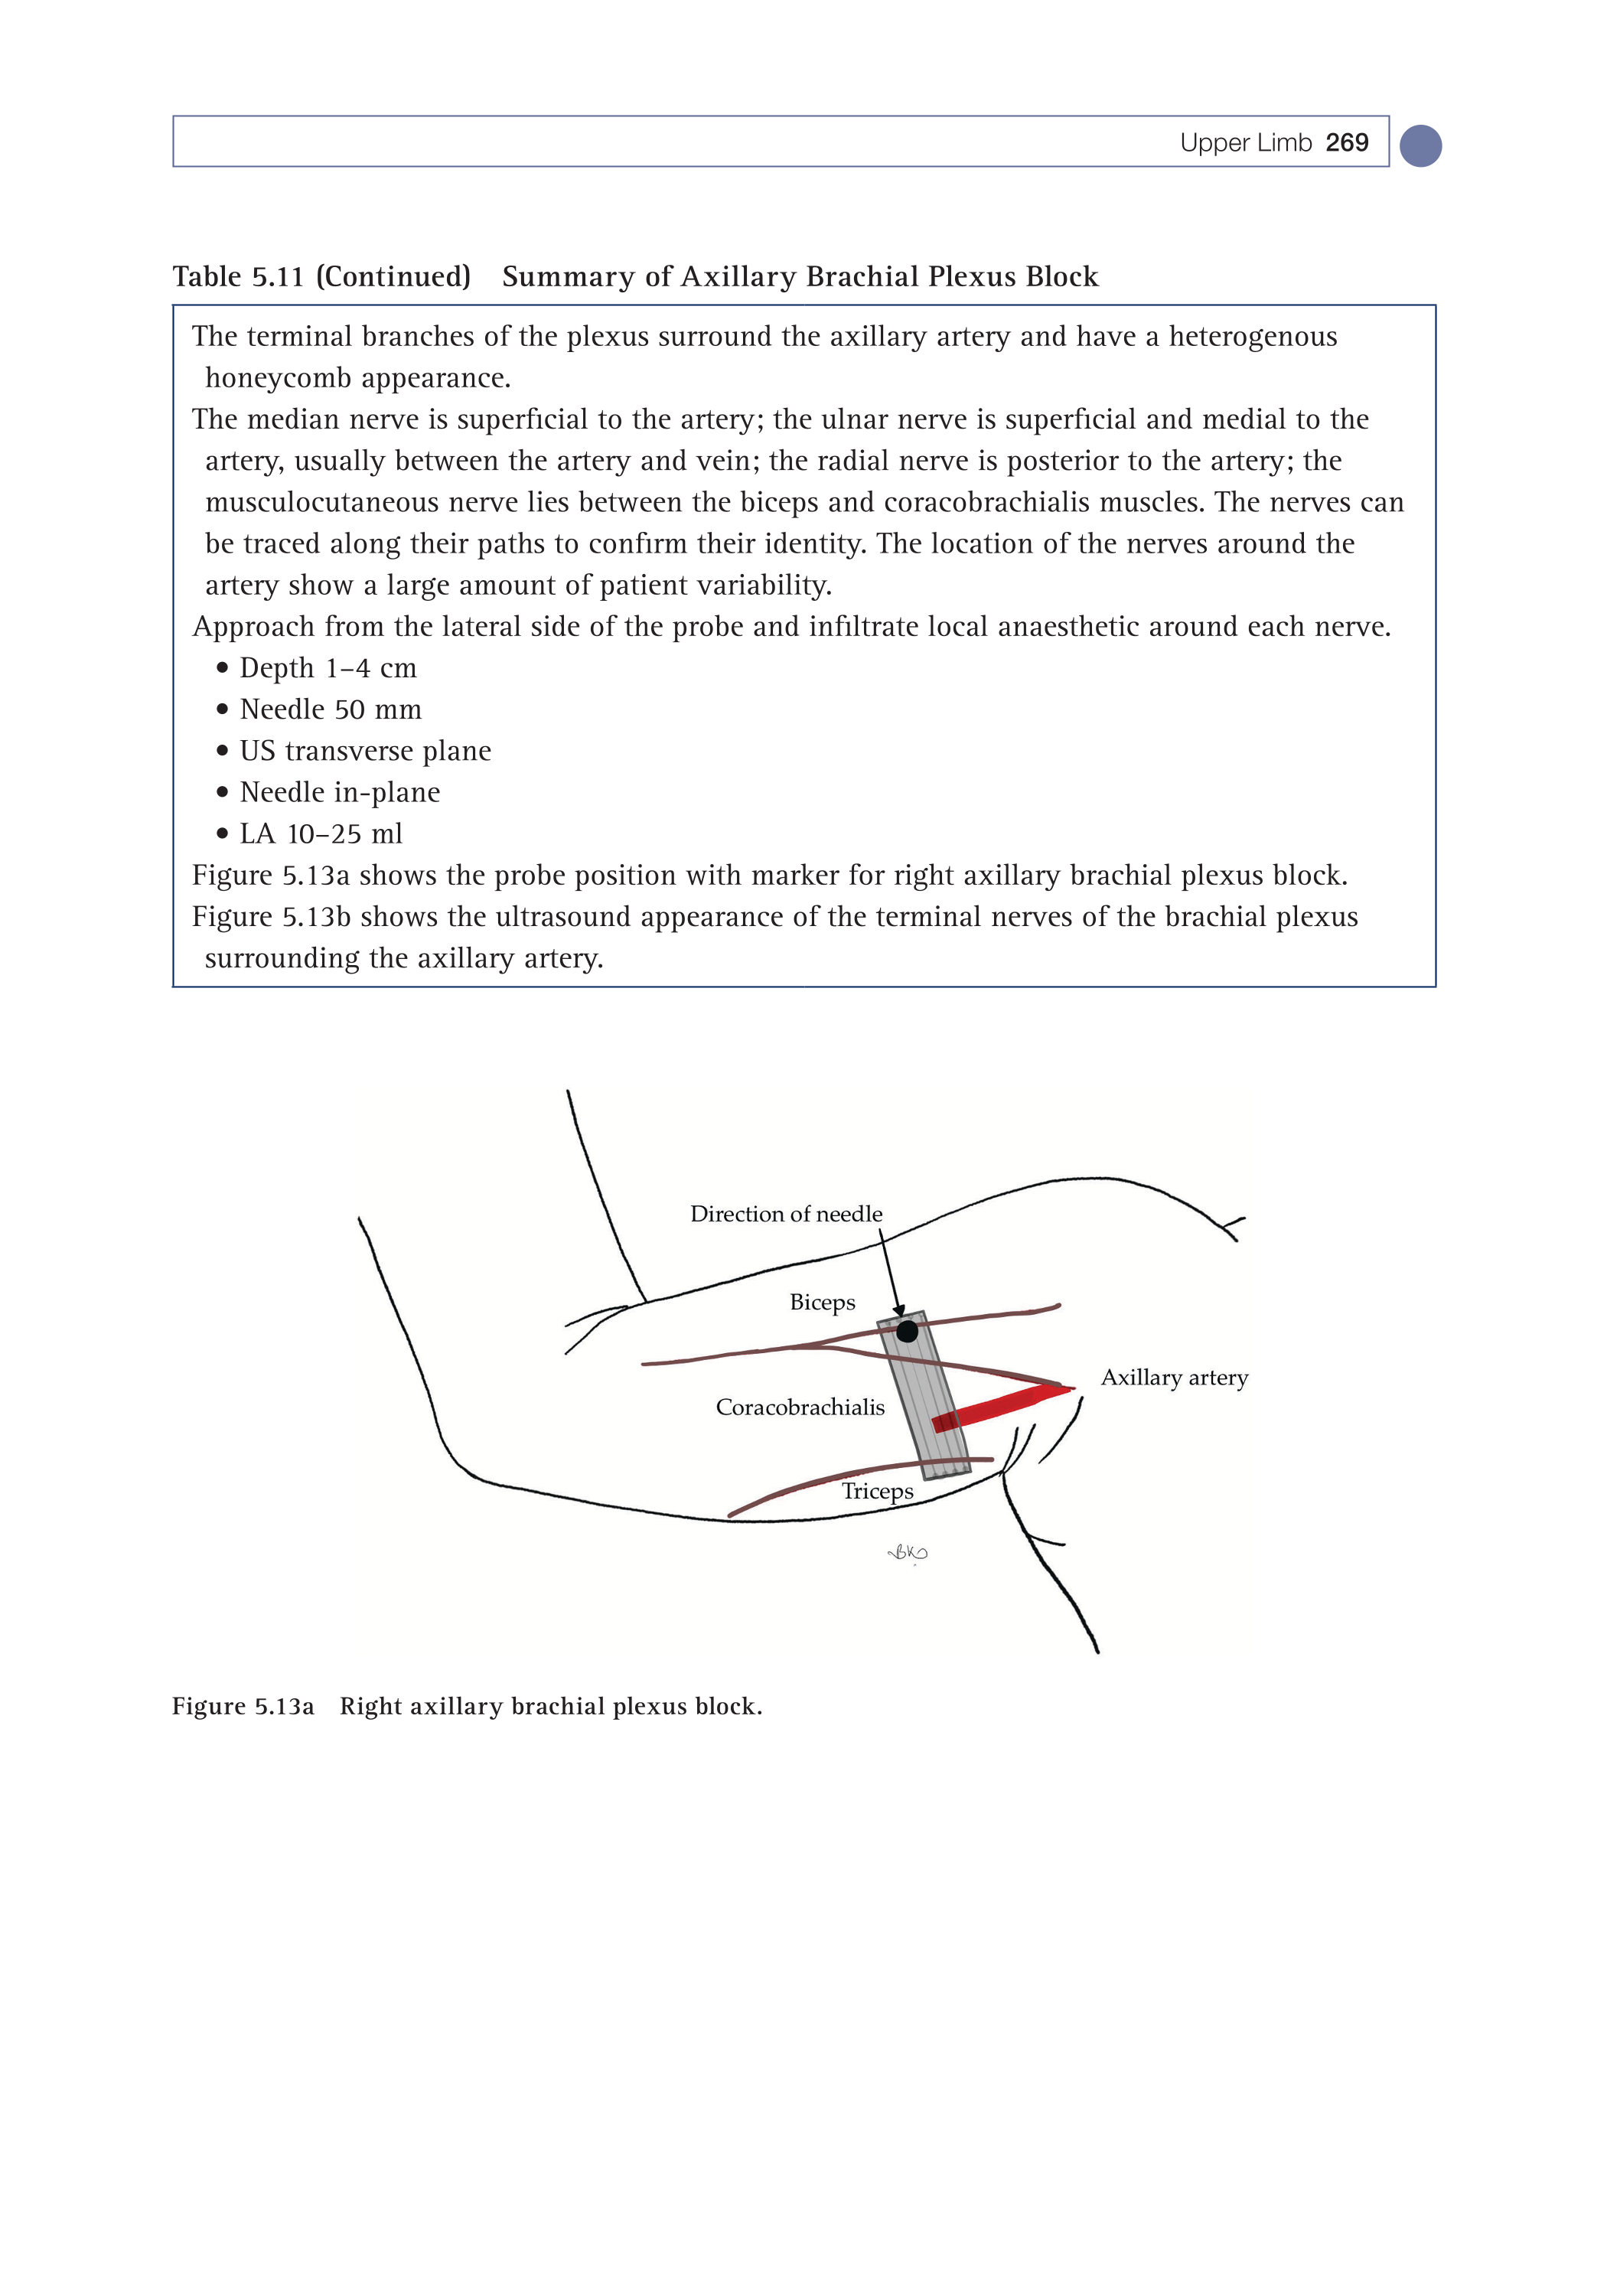 Upper Limb 269
Table 5.11 (Continued) Summary of Axillary Brachial Plexus Block
The terminal branches of the plexus surround the axillary artery and have a heterogenous
honeycomb appearance.
The median nerve is superficial to the artery; the ulnar nerve is superficial and medial to the
artery, usually between the artery and vein; the radial nerve is posterior to the artery; the
musculocutaneous nerve lies between the biceps and coracobrachialis muscles. The nerves can
be traced along their paths to confirm their identity. The location of the nerves around the
artery show a large amount of patient variability.
Approach from the lateral side of the probe and infiltrate local anaesthetic around each nerve.
• Depth 1–4 cm
• Needle 50 mm
• US transverse plane
• Needle in-plane
• LA 10–25 ml
Figure 5.13a shows the probe position with marker for right axillary brachial plexus block.
Figure 5.13b shows the ultrasound appearance of the terminal nerves of the brachial plexus
surrounding the axillary artery.
Direction of needle
Biceps
Axillary artery
Coracobrachialis
Triceps
BK
Figure 5.13a Right axillary brachial plexus block.